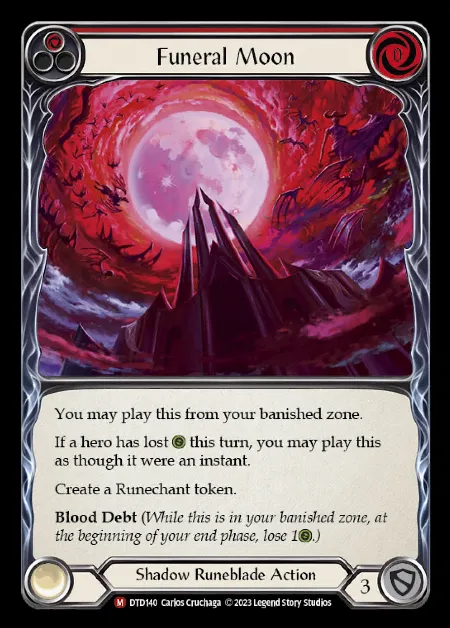 Funeral Moon
0
You may play this from your banished zone.
If a hero has lost this turn, you may play this
as though it were an instant.
Create a Runechant token.
Blood Debt (While this is in your banished zone, at
the beginning of your end phase, lose 1.)
Shadow Runeblade Action
3
M DTD140 Carlos Cruchaga © 2023 Legend Story Studios